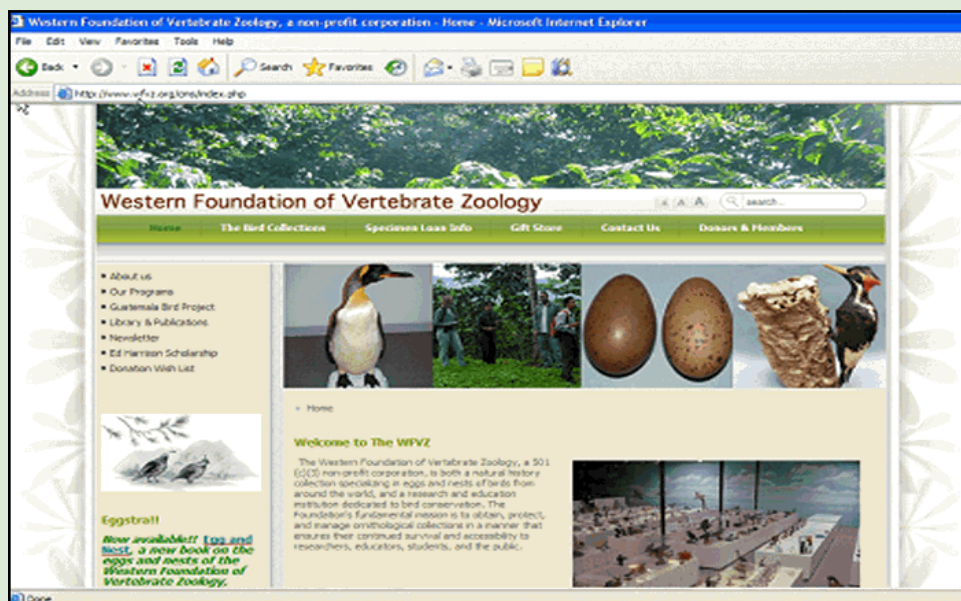 Western Foundation of Vertebrate Zoology, a non-profit corporation - Home - Microsoft Internet Explorer
File Edit View Favorites Tools Help
Back Search Favorites
Address http://www.wfvz.org/ions/index.php
Western Foundation of Vertebrate Zoology
A A A search...
Home The Bird Collections Specimen Loan Info Gift Store Contact Us Donors & Members
About us
Our Programs
Guatemala Bird Project
Library & Publications
Newsletter
Ed Harrison Scholarship
Donation Wish List
Home
Welcome to The WFVZ
The Western Foundation of Vertebrate Zoology, a 501
(c)(3) non-profit corporation, is both a natural history
collection specializing in eggs and nests of birds from
around the world, and a research and education
institution dedicated to bird conservation. The
Foundation's fundamental mission is to obtain, protect,
and manage ornithological collections in a manner that
ensures their continued survival and accessibility to
researchers, educators, students, and the public.
Eggstra!!
Now available!! Egg and
Nest, a new book on the
eggs and nests of the
Western Foundation of
Vertebrate Zoology,
Done